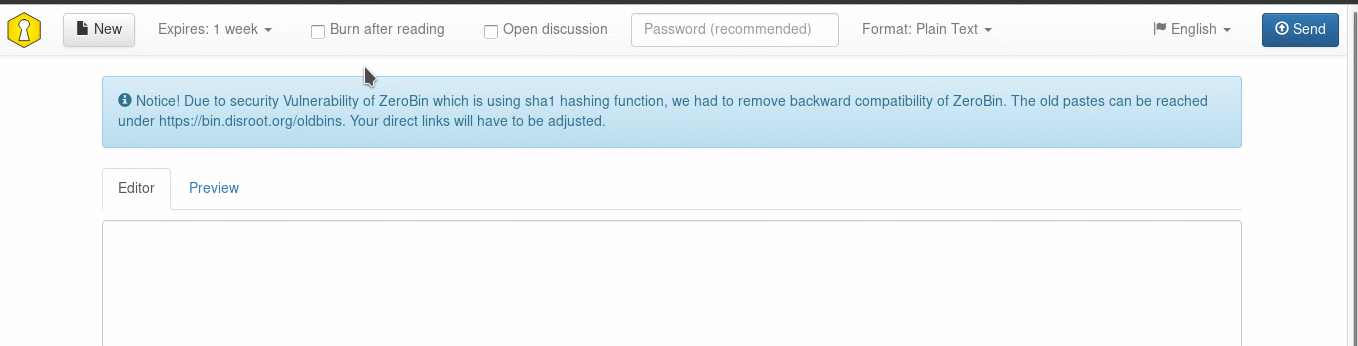 New Expires: 1 week Burn after reading Open discussion Password (recommended) Format: Plain Text English Send
Notice! Due to security Vulnerability of ZeroBin which is using sha1 hashing function, we had to remove backward compatibility of ZeroBin. The old pastes can be reached
under https://bin.disroot.org/oldbins. Your direct links will have to be adjusted.
Editor Preview